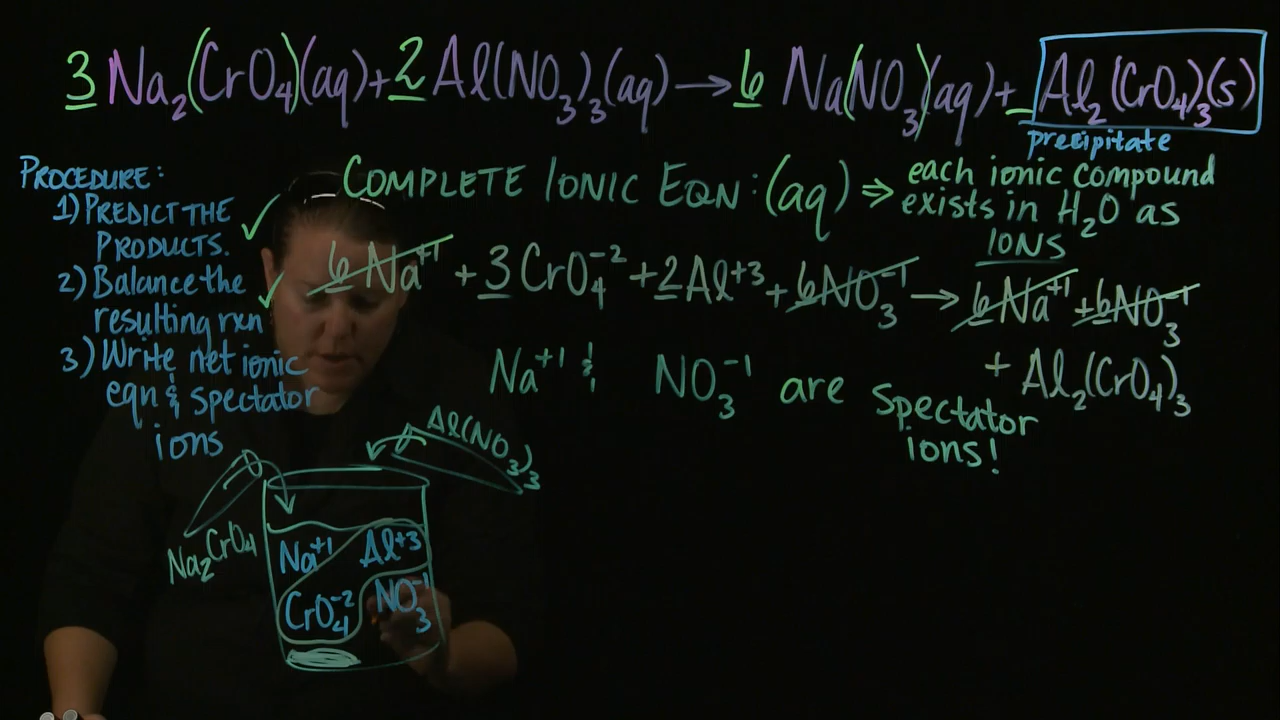 3 Na₂(CrO₄)(aq) + 2 Al(NO₃)₃(aq) → 6 Na(NO₃)(aq) + Al₂(CrO₄)₃(s)
precipitate
PROCEDURE:
1) PREDICT THE
PRODUCTS. ✓
2) Balance the
resulting rxn ✓
3) Write net ionic
eqn & spectator
ions
COMPLETE IONIC EQN: (aq) ⇒ each ionic compound
exists in H₂O as
IONS
6 Na⁺¹ + 3 CrO₄⁻² + 2 Al⁺³ + 6 NO₃⁻¹ → 6 Na⁺¹ + 6 NO₃⁻¹
+ Al₂(CrO₄)₃
Na⁺¹ & NO₃⁻¹ are Spectator
ions!
Al(NO₃)₃
Na₂CrO₄
Na⁺¹ Al⁺³
CrO₄⁻² NO₃⁻¹